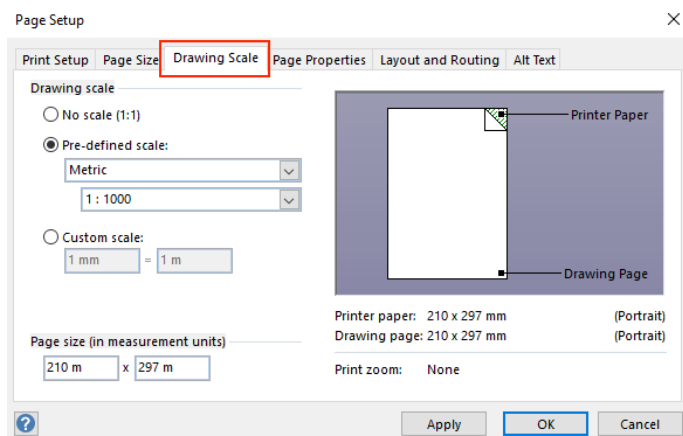 Page Setup
Print Setup Page Size Drawing Scale Page Properties Layout and Routing Alt Text
Drawing scale
No scale (1:1)
Pre-defined scale:
Metric
1 : 1000
Custom scale:
1 mm = 1 m
Page size (in measurement units)
210 m x 297 m
Printer Paper
Drawing Page
Printer paper: 210 x 297 mm (Portrait)
Drawing page: 210 x 297 mm (Portrait)
Print zoom: None
? Apply OK Cancel